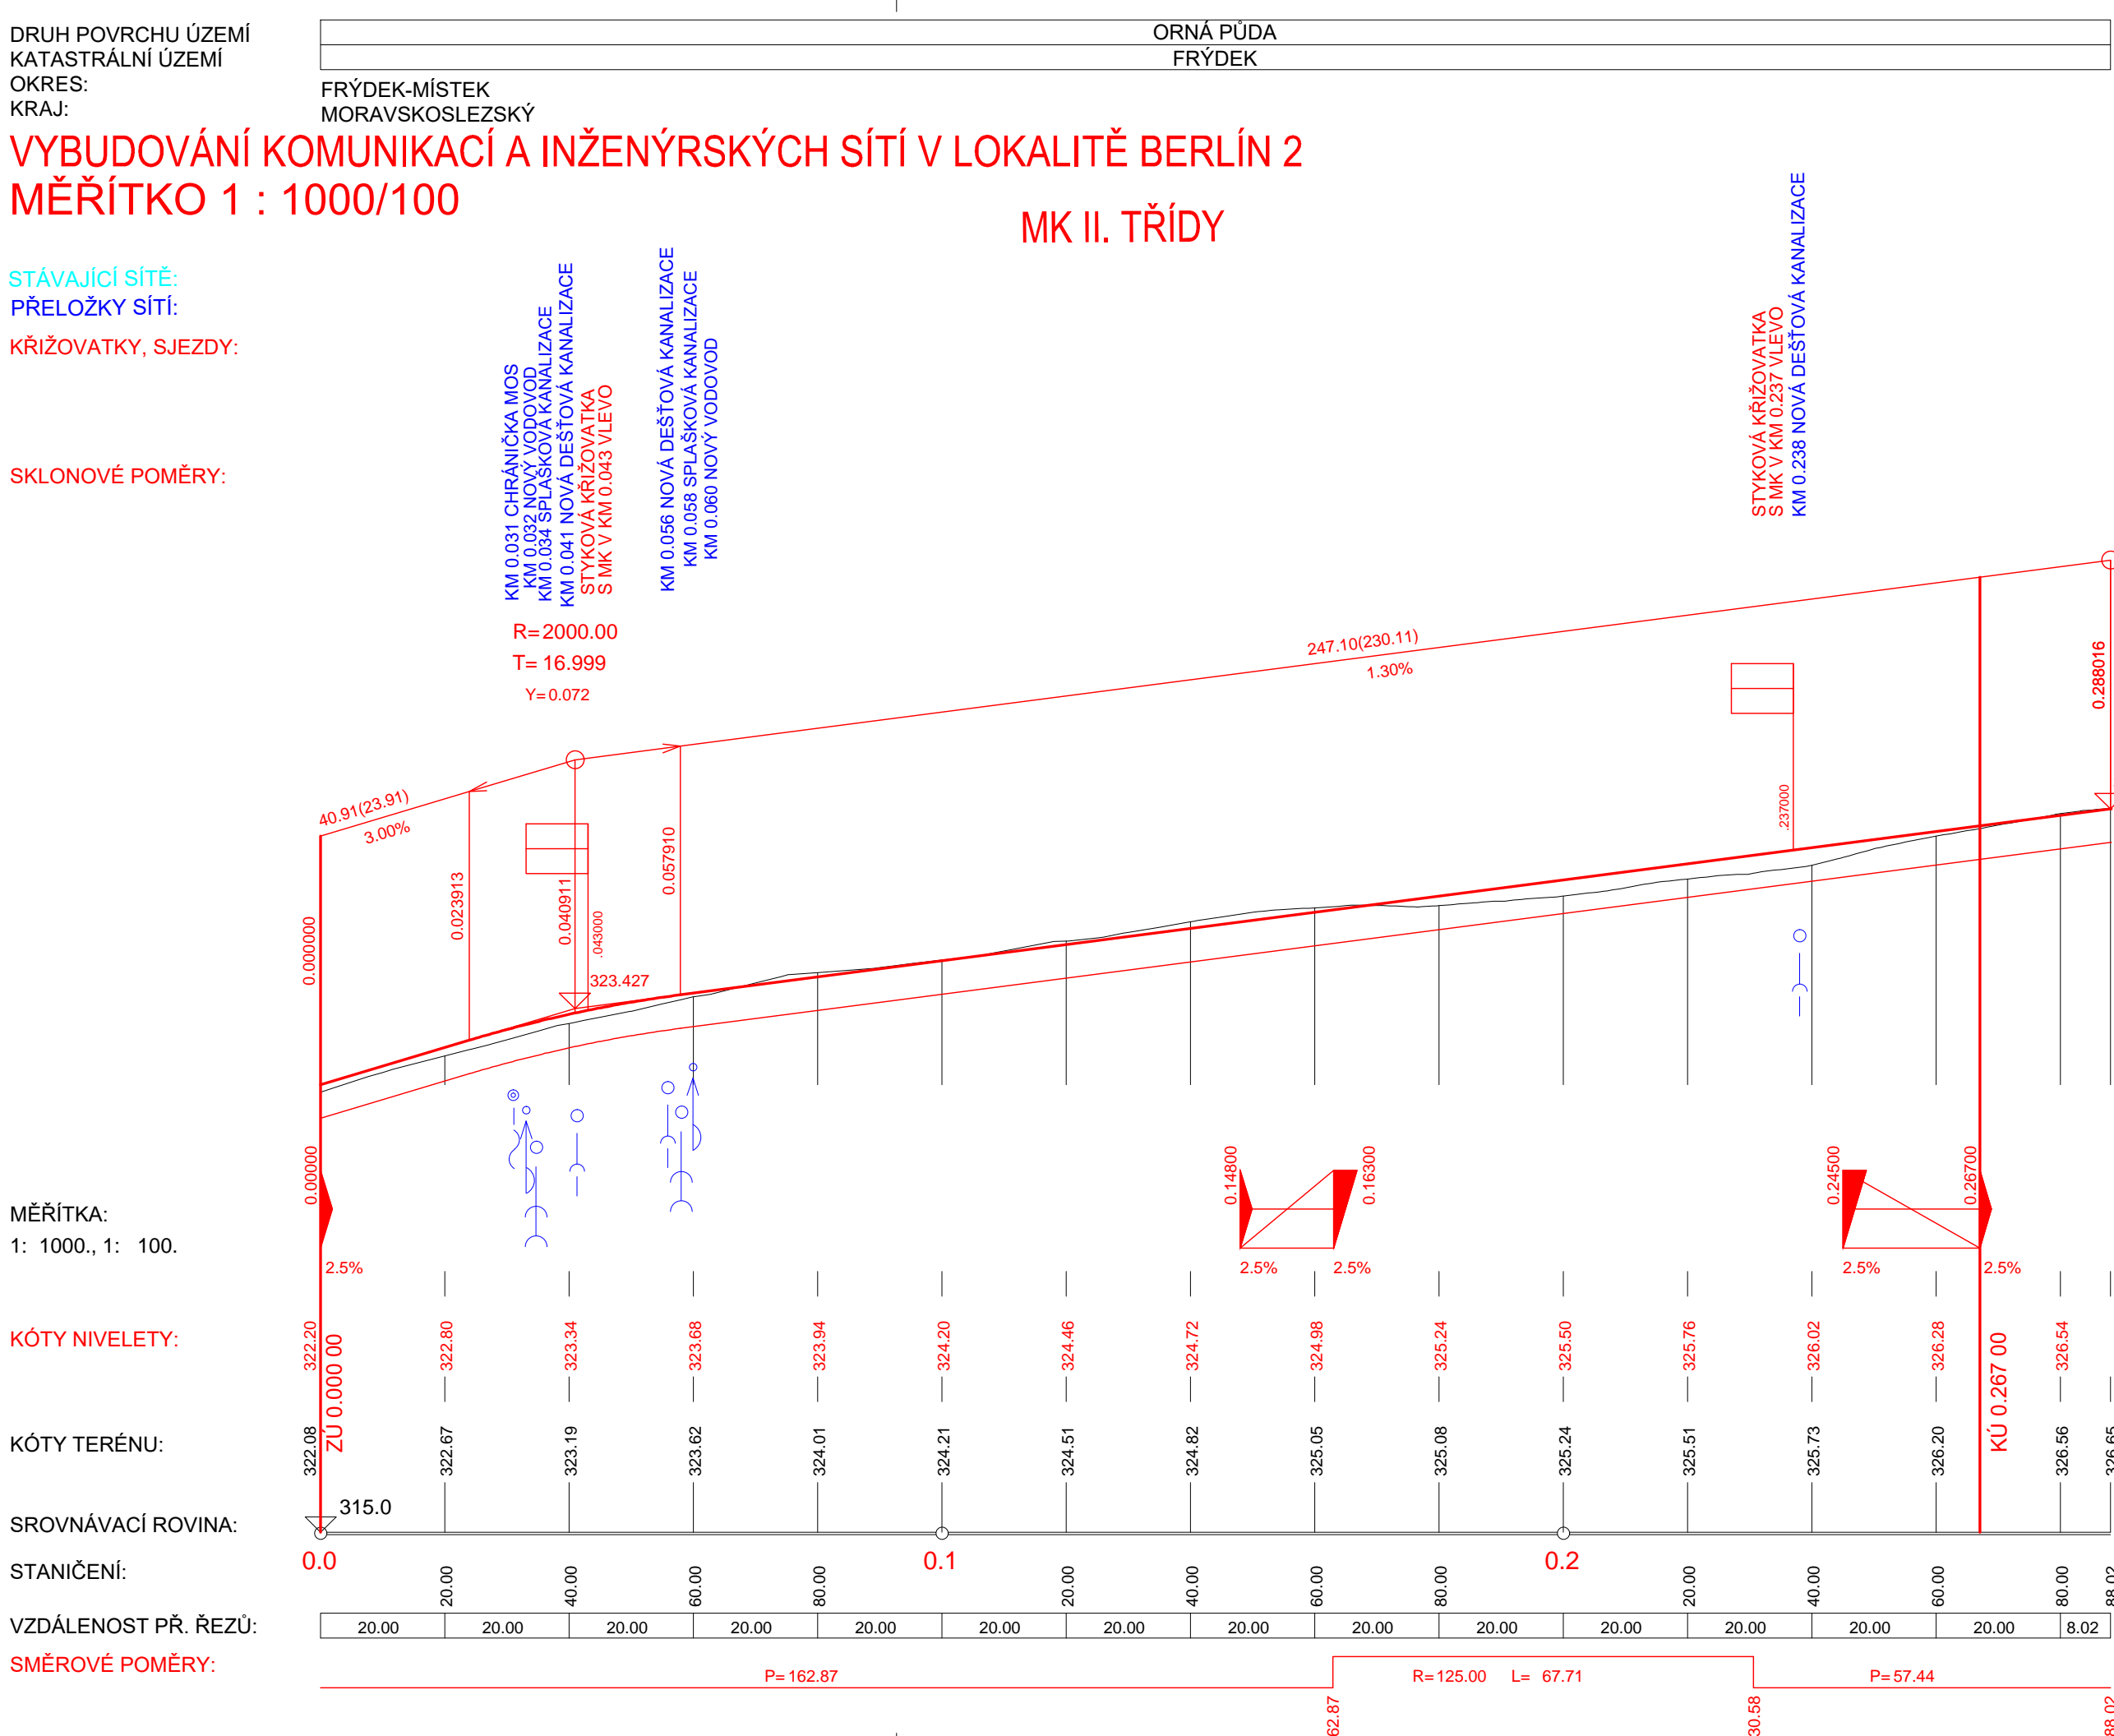 DRUH POVRCHU ÚZEMÍ
ORNÁ PŮDA
KATASTRÁLNÍ ÚZEMÍ
FRÝDEK
OKRES:
FRÝDEK-MÍSTEK
KRAJ:
MORAVSKOSLEZSKÝ
VYBUDOVÁNÍ KOMUNIKACÍ A INŽENÝRSKÝCH SÍTÍ V LOKALITĚ BERLÍN 2
MĚŘÍTKO 1 : 1000/100
MK II. TŘÍDY
STÁVAJÍCÍ SÍTĚ:
PŘELOŽKY SÍTÍ:
KŘIŽOVATKY, SJEZDY:
KM 0.031 CHRÁNIČKA MOS
KM 0.032 NOVÝ VODOVOD
KM 0.034 SPLAŠKOVÁ KANALIZACE
KM 0.041 NOVÁ DEŠŤOVÁ KANALIZACE
STYKOVÁ KŘIŽOVATKA
S MK V KM 0.043 VLEVO
KM 0.056 NOVÁ DEŠŤOVÁ KANALIZACE
KM 0.058 SPLAŠKOVÁ KANALIZACE
KM 0.060 NOVÝ VODOVOD
STYKOVÁ KŘIŽOVATKA
S MK V KM 0.237 VLEVO
KM 0.238 NOVÁ DEŠŤOVÁ KANALIZACE
SKLONOVÉ POMĚRY:
R=2000.00
T= 16.999
Y=0.072
247.10(230.11)
1.30%
40.91(23.91)
3.00%
0.000000
0.023913
0.040911
.043000
0.057910
.237000
0.288016
323.427
0.00000
0.14800
0.16300
0.24500
0.26700
MĚŘÍTKA:
1: 1000., 1: 100.
2.5%
2.5%
2.5%
2.5%
2.5%
KÓTY NIVELETY:
322.20
322.80
323.34
323.68
323.94
324.20
324.46
324.72
324.98
325.24
325.50
325.76
326.02
326.28
326.54
ZÚ 0.000 00
KÚ 0.267 00
KÓTY TERÉNU:
322.08
322.67
323.19
323.62
324.01
324.21
324.51
324.82
325.05
325.08
325.24
325.51
325.73
326.20
326.56
326.65
315.0
SROVNÁVACÍ ROVINA:
0.0
0.1
0.2
STANIČENÍ:
20.00
40.00
60.00
80.00
20.00
40.00
60.00
80.00
20.00
40.00
60.00
80.00
88.02
VZDÁLENOST PŘ. ŘEZŮ:
20.00 20.00 20.00 20.00 20.00 20.00 20.00 20.00 20.00 20.00 20.00 20.00 20.00 20.00 8.02
SMĚROVÉ POMĚRY:
P=162.87
R=125.00 L= 67.71
P=57.44
62.87
30.58
88.02